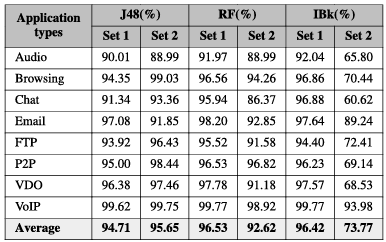 Application types J48(%) RF(%) IBk(%)
Set 1 Set 2 Set 1 Set 2 Set 1 Set 2
Audio 90.01 88.99 91.97 88.99 92.04 65.80
Browsing 94.35 99.03 96.56 94.26 96.86 70.44
Chat 91.34 93.36 95.94 86.37 96.88 60.62
Email 97.08 91.85 98.20 92.85 97.64 89.24
FTP 93.92 96.43 95.52 91.58 94.40 72.41
P2P 95.00 98.44 96.53 96.82 96.23 69.14
VDO 96.38 97.46 97.78 91.18 97.57 68.53
VoIP 99.62 99.75 99.77 98.92 99.77 93.98
Average 94.71 95.65 96.53 92.62 96.42 73.77